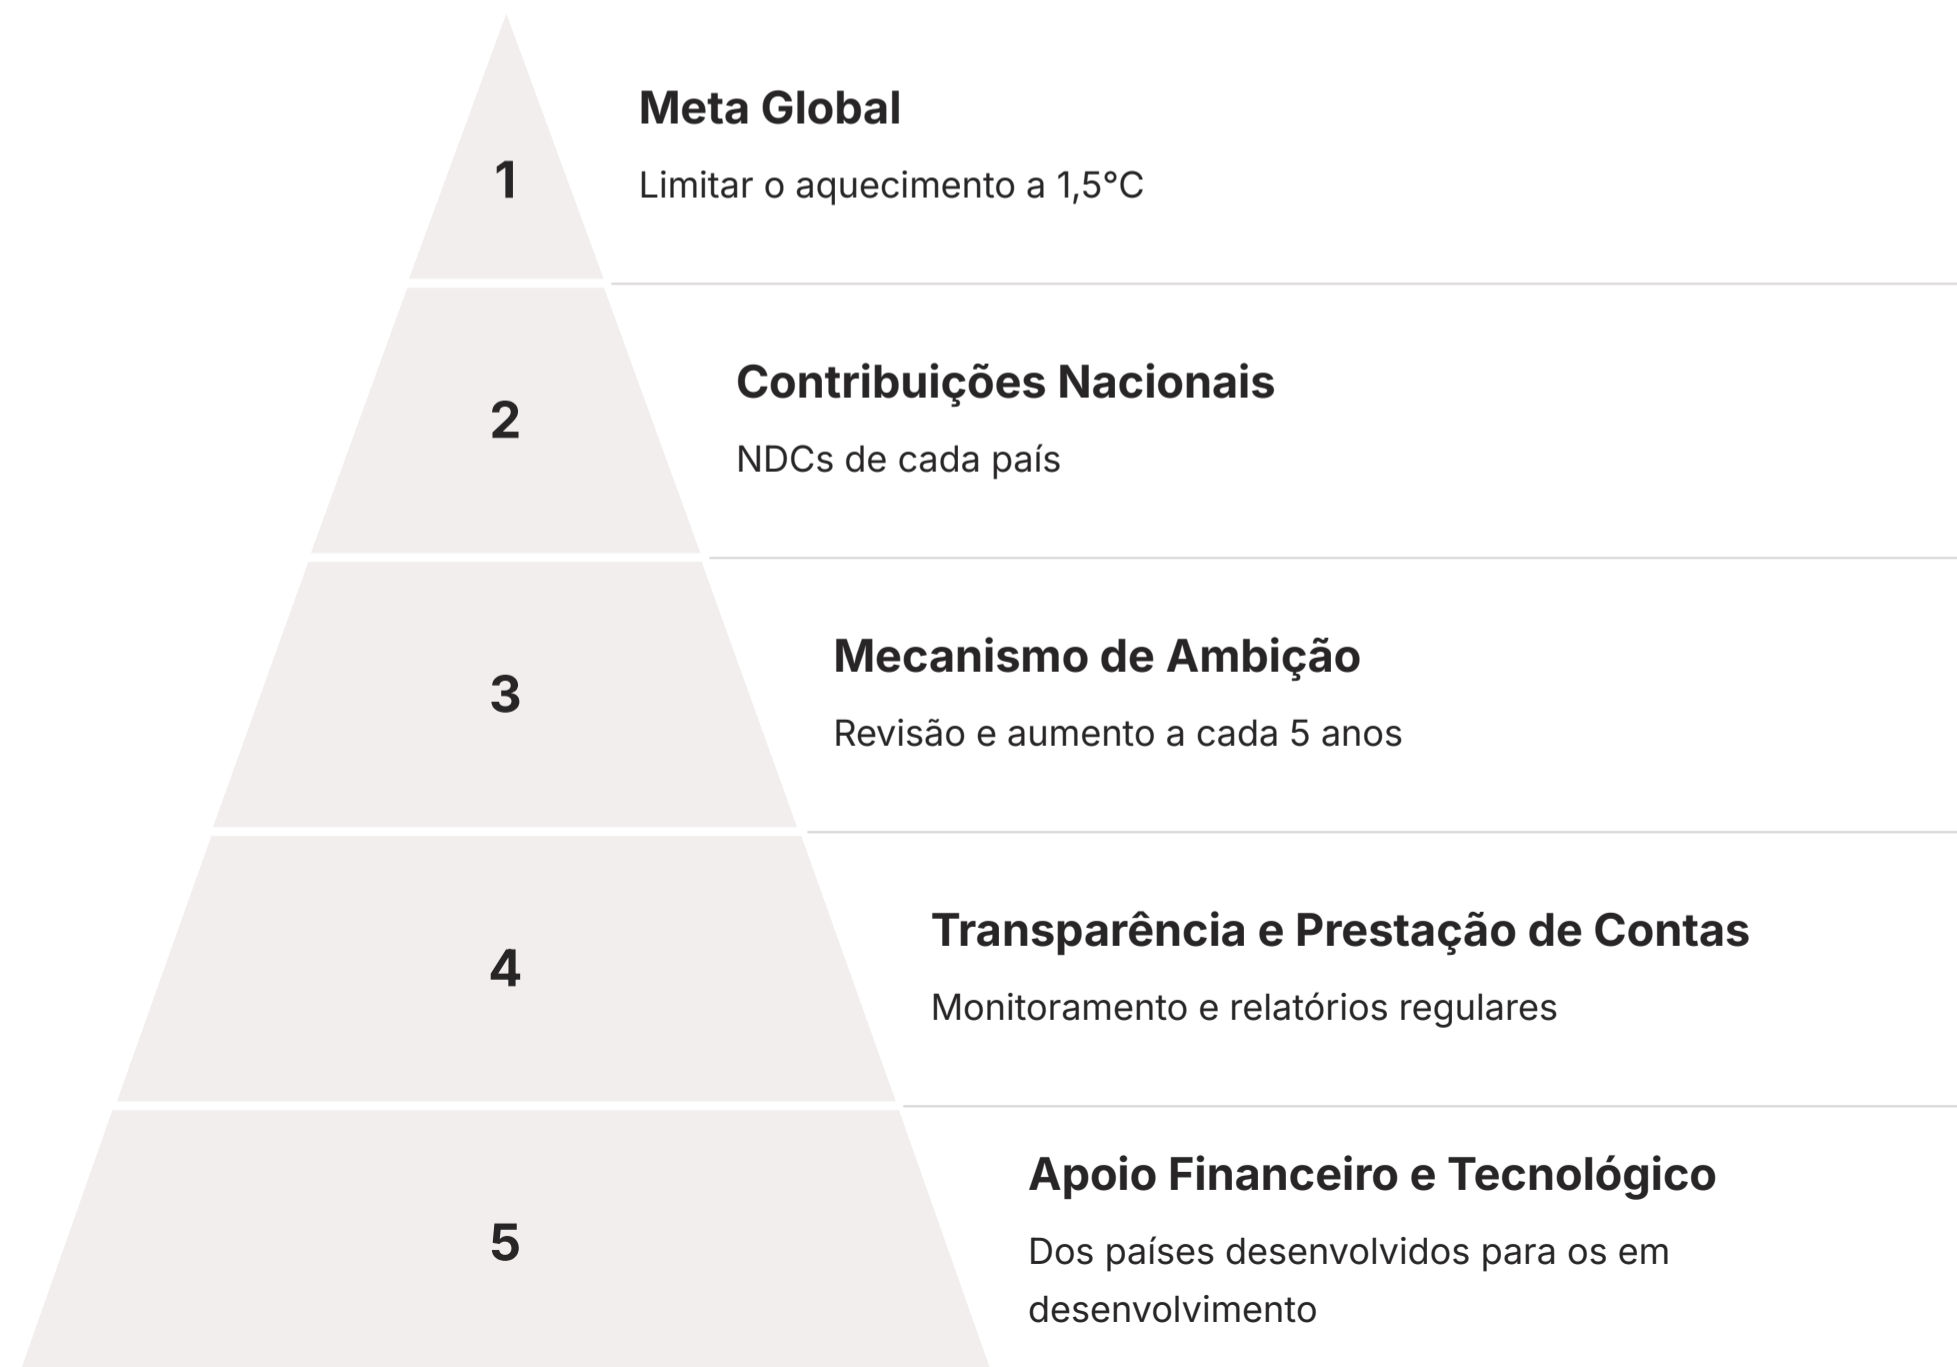 1
Meta Global
Limitar o aquecimento a 1,5°C
2
Contribuições Nacionais
NDCs de cada país
3
Mecanismo de Ambição
Revisão e aumento a cada 5 anos
4
Transparência e Prestação de Contas
Monitoramento e relatórios regulares
5
Apoio Financeiro e Tecnológico
Dos países desenvolvidos para os em
desenvolvimento